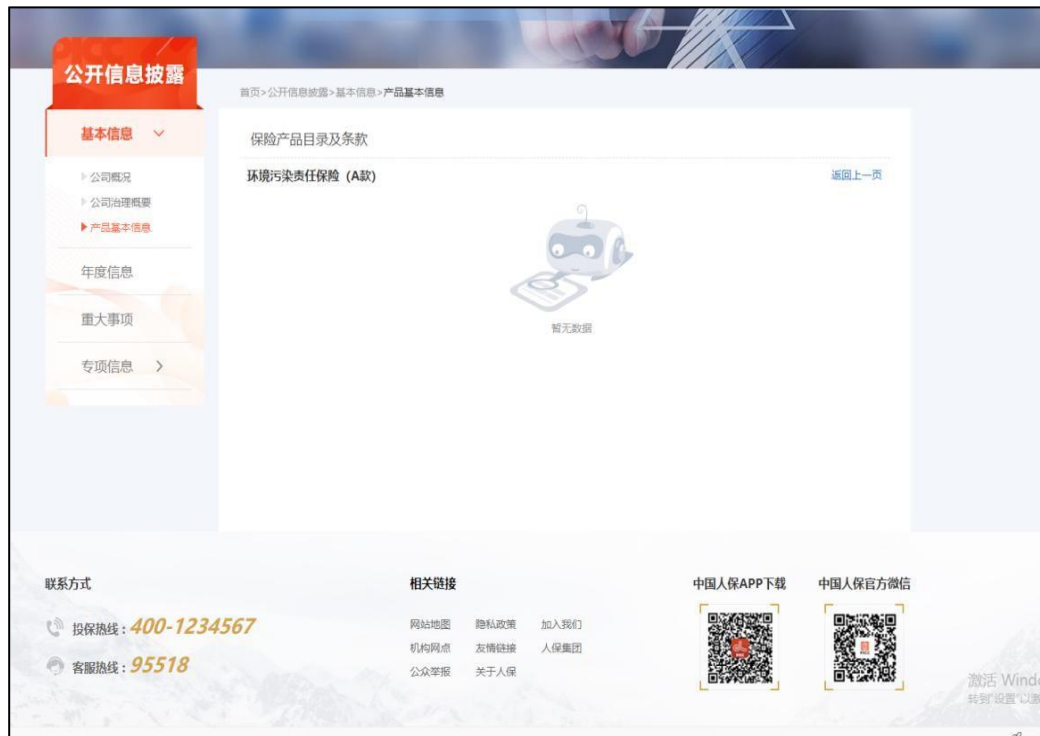 公开信息披露
首页>公开信息披露>基本信息>产品基本信息
基本信息
公司概况
公司治理概要
产品基本信息
年度信息
重大事项
专项信息
保险产品目录及条款
环境污染责任保险（A款）
返回上一页
暂无数据
联系方式
投保热线：400-1234567
客服热线：95518
相关链接
网站地图 隐私政策 加入我们
机构网点 友情链接 人保集团
公众举报 关于人保
中国人保APP下载
中国人保官方微信
激活 Windo
转到"设置"以激